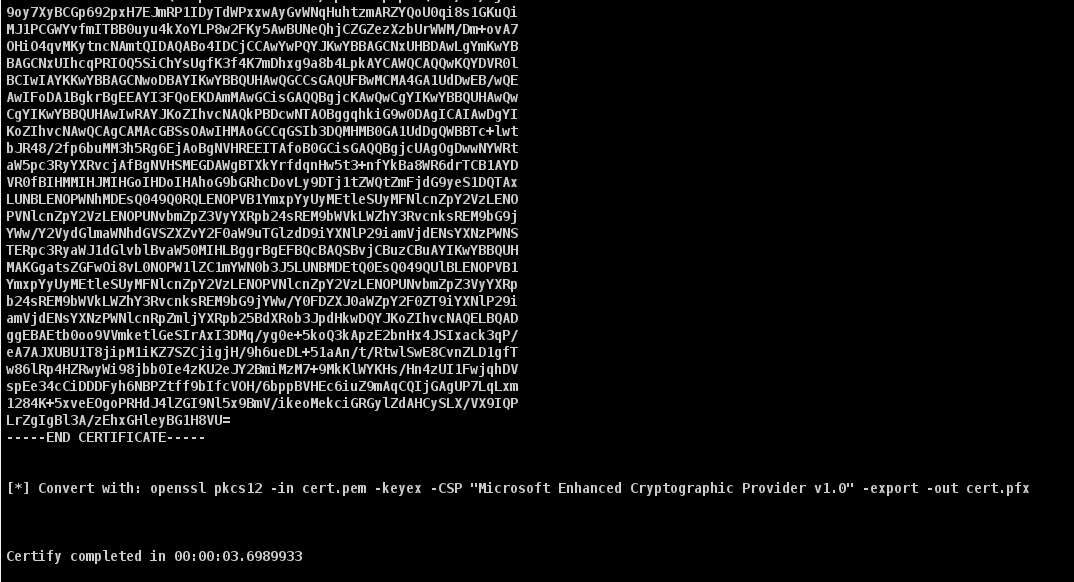 9oy7XyBCGp692pxH7EJmRP1IDyTdWPxxwAyGvWNqHuhtzmARZYQoU0qi8s1GKuQi
MJ1PCGWYvfmITBB0uyu4kXoYLP8w2FKy5AwBUNeQhjCZGZezXzbUrWWM/Dm+ovA7
OHiO4qvMKytncNAmtQIDAQABo4IDCjCCAwYwPQYJKwYBBAGCNxUHBDAwLgYmKwYB
BAGCNxUIhcqPRIOQ5SiChYsUgfK3f4K7mDhxg9a8b4LpkAYCAWQCAQQwKQYDVR0l
BCIwIAYKKwYBBAGCNwoDBAYIKwYBBQUHAwQGCCsGAQUFBwMCMA4GA1UdDwEB/wQE
AwIFoDA1BgkrBgEEAYI3FQoEKDAmMAwGCisGAQQBgjcKAwQwCgYIKwYBBQUHAwQw
CgYIKwYBBQUHAwIwRAYJKoZIhvcNAQkPBDcwNTAOBggqhkiG9w0DAgICAIAwDgYI
KoZIhvcNAwQCAgCAMAcGBSsOAwIHMAoGCCqGSIb3DQMHMB0GA1UdDgQWBBTc+lwt
bJR48/2fp6buMM3h5Rg6EjAoBgNVHREEITAfoB0GCisGAQQBgjcUAgOgDwwNYWRt
aW5pc3RyYXRvcjAfBgNVHSMEGDAWgBTXkYrfdqnHw5t3+nfYkBa8WR6drTCB1AYD
VR0fBIHMMIHJMIHGoIHDoIHAhoG9bGRhcDovLy9DTj1tZWQtZmFjdG9yeS1DQTAx
LUNBLENOPWNhMDEsQ049Q0RQLENOPVB1YmxpYyUyMEtleSUyMFNlcnZpY2VzLENO
PVNlcnZpY2VzLENOPUNvbmZpZ3VyYXRpb24sREM9bWVkLWZhY3RvcnksREM9bG9j
YWw/Y2VydGlmaWNhdGVSZXZvY2F0aW9uTGlzdD9iYXNlP29iamVjdENsYXNzPWNS
TERpc3RyaWJ1dGlvblBvaW50MIHLBggrBgEFBQcBAQSBvjCBuzCBuAYIKwYBBQUH
MAKGgatsZGFwOi8vL0NOPW1lZC1mYWN0b3J5LUNBMDEtQ0EsQ049QUlBLENOPVB1
YmxpYyUyMEtleSUyMFNlcnZpY2VzLENOPVNlcnZpY2VzLENOPUNvbmZpZ3VyYXRp
b24sREM9bWVkLWZhY3RvcnksREM9bG9jYWw/Y0FDZXJ0aWZpY2F0ZT9iYXNlP29i
amVjdENsYXNzPWNlcnRpZmljYXRpb25BdXRob3JpdHkwDQYJKoZIhvcNAQELBQAD
ggEBAEtb0oo9VVmketlGeSIrAxI3DMq/yg0e+5koQ3kApzE2bnHx4JSIxack3qP/
eA7AJXUBU1T8jipM1iKZ7SZCjigjH/9h6ueDL+51aAn/t/RtwlSwE8CvnZLD1gfT
w86lRp4HZRwyWi98jbb0Ie4zKU2eJY2BmiMzM7+9MkKlWYKHs/Hn4zUI1FwjqhDV
spEe34cCiDDDFyh6NBPZtff9bIfcVOH/6bppBVHEc6iuZ9mAqCQIjGAgUP7LqLxm
1284K+5xveEOgoPRHdJ4lZGI9Nl5x9BmV/ikeoMekciGRGylZdAHCySLX/VX9IQP
LrZgIgBl3A/zEhxGHleyBG1H8VU=
-----END CERTIFICATE-----
[*] Convert with: openssl pkcs12 -in cert.pem -keyex -CSP "Microsoft Enhanced Cryptographic Provider v1.0" -export -out cert.pfx
Certify completed in 00:00:03.6989933